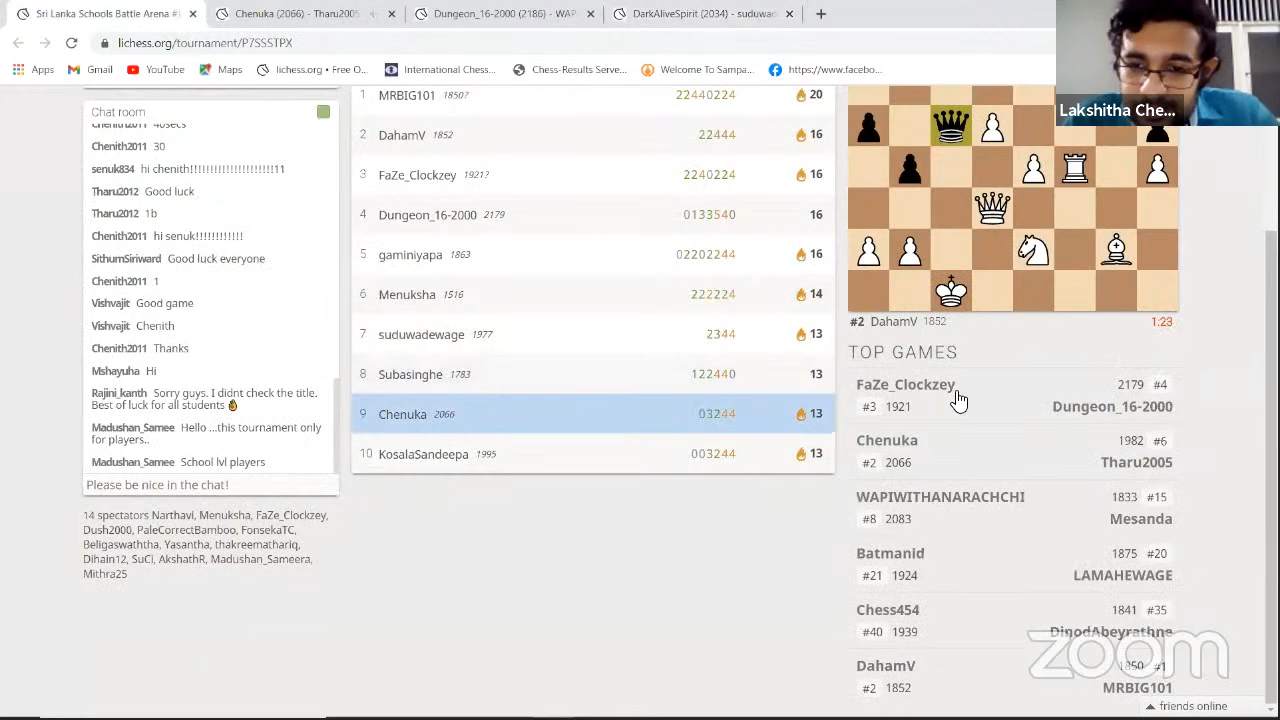 Sri Lanka Schools Battle Arena #
Chenuka (2066) - Tharu2005
Dungeon_16-2000 (2186) - WAP
DarkAliveSpirit (2034) - suduwad
lichess.org/tournament/P7SSSTPX
Apps
Gmail
YouTube
Maps
lichess.org • Free O...
International Ches...
Chess-Results Serve...
Welcome To Sampa...
https://www.facebo...
Lakshitha Che...
Chat room
Chenith2011 40secs
Chenith2011 30
senuk834 hi chenith!!!!!!!!!!!!!!!!!!!!!!11
Tharu2012 Good luck
Tharu2012 1b
Chenith2011 hi senuk!!!!!!!!!!!!
SithumSiriward Good luck everyone
Chenith2011 1
Vishvajit Good game
Vishvajit Chenith
Chenith2011 Thanks
Mshayuha Hi
Rajini_kanth Sorry guys. I didnt check the title.
Best of luck for all students
Madushan_Samee Hello ...this tournament only
for players..
Madushan_Samee School lvl players
Please be nice in the chat!
14 spectators Narthavi, Menuksha, FaZe_Clockzey,
Dush2000, PaleCorrectBamboo, FonsekaTC,
Beligaswaththa, Yasantha, thakreemathariq,
Dihain12, SuCi, AkshathR, Madushan_Sameera,
Mithra25
1 MRBIG101 1850? 22440224 20
2 DahamV 1852 22444 16
3 FaZe_Clockzey 1921? 2240224 16
4 Dungeon_16-2000 2179 0133540 16
5 gaminiyapa 1863 02202244 16
6 Menuksha 1516 222224 14
7 suduwadewage 1977 2344 13
8 Subasinghe 1783 122440 13
9 Chenuka 2066 03244 13
10 KosalaSandeepa 1995 003244 13
#2 DahamV 1852 1:23
TOP GAMES
FaZe_Clockzey 2179 #4
#3 1921 Dungeon_16-2000
Chenuka 1982 #6
#2 2066 Tharu2005
WAPIWITHANARACHCHI 1833 #15
#8 2083 Mesanda
Batmanid 1875 #20
#21 1924 LAMAHEWAGE
Chess454 1841 #35
#40 1939 DinodAbeyrathne
DahamV 1850 #1
#2 1852 MRBIG101
zoom
friends online